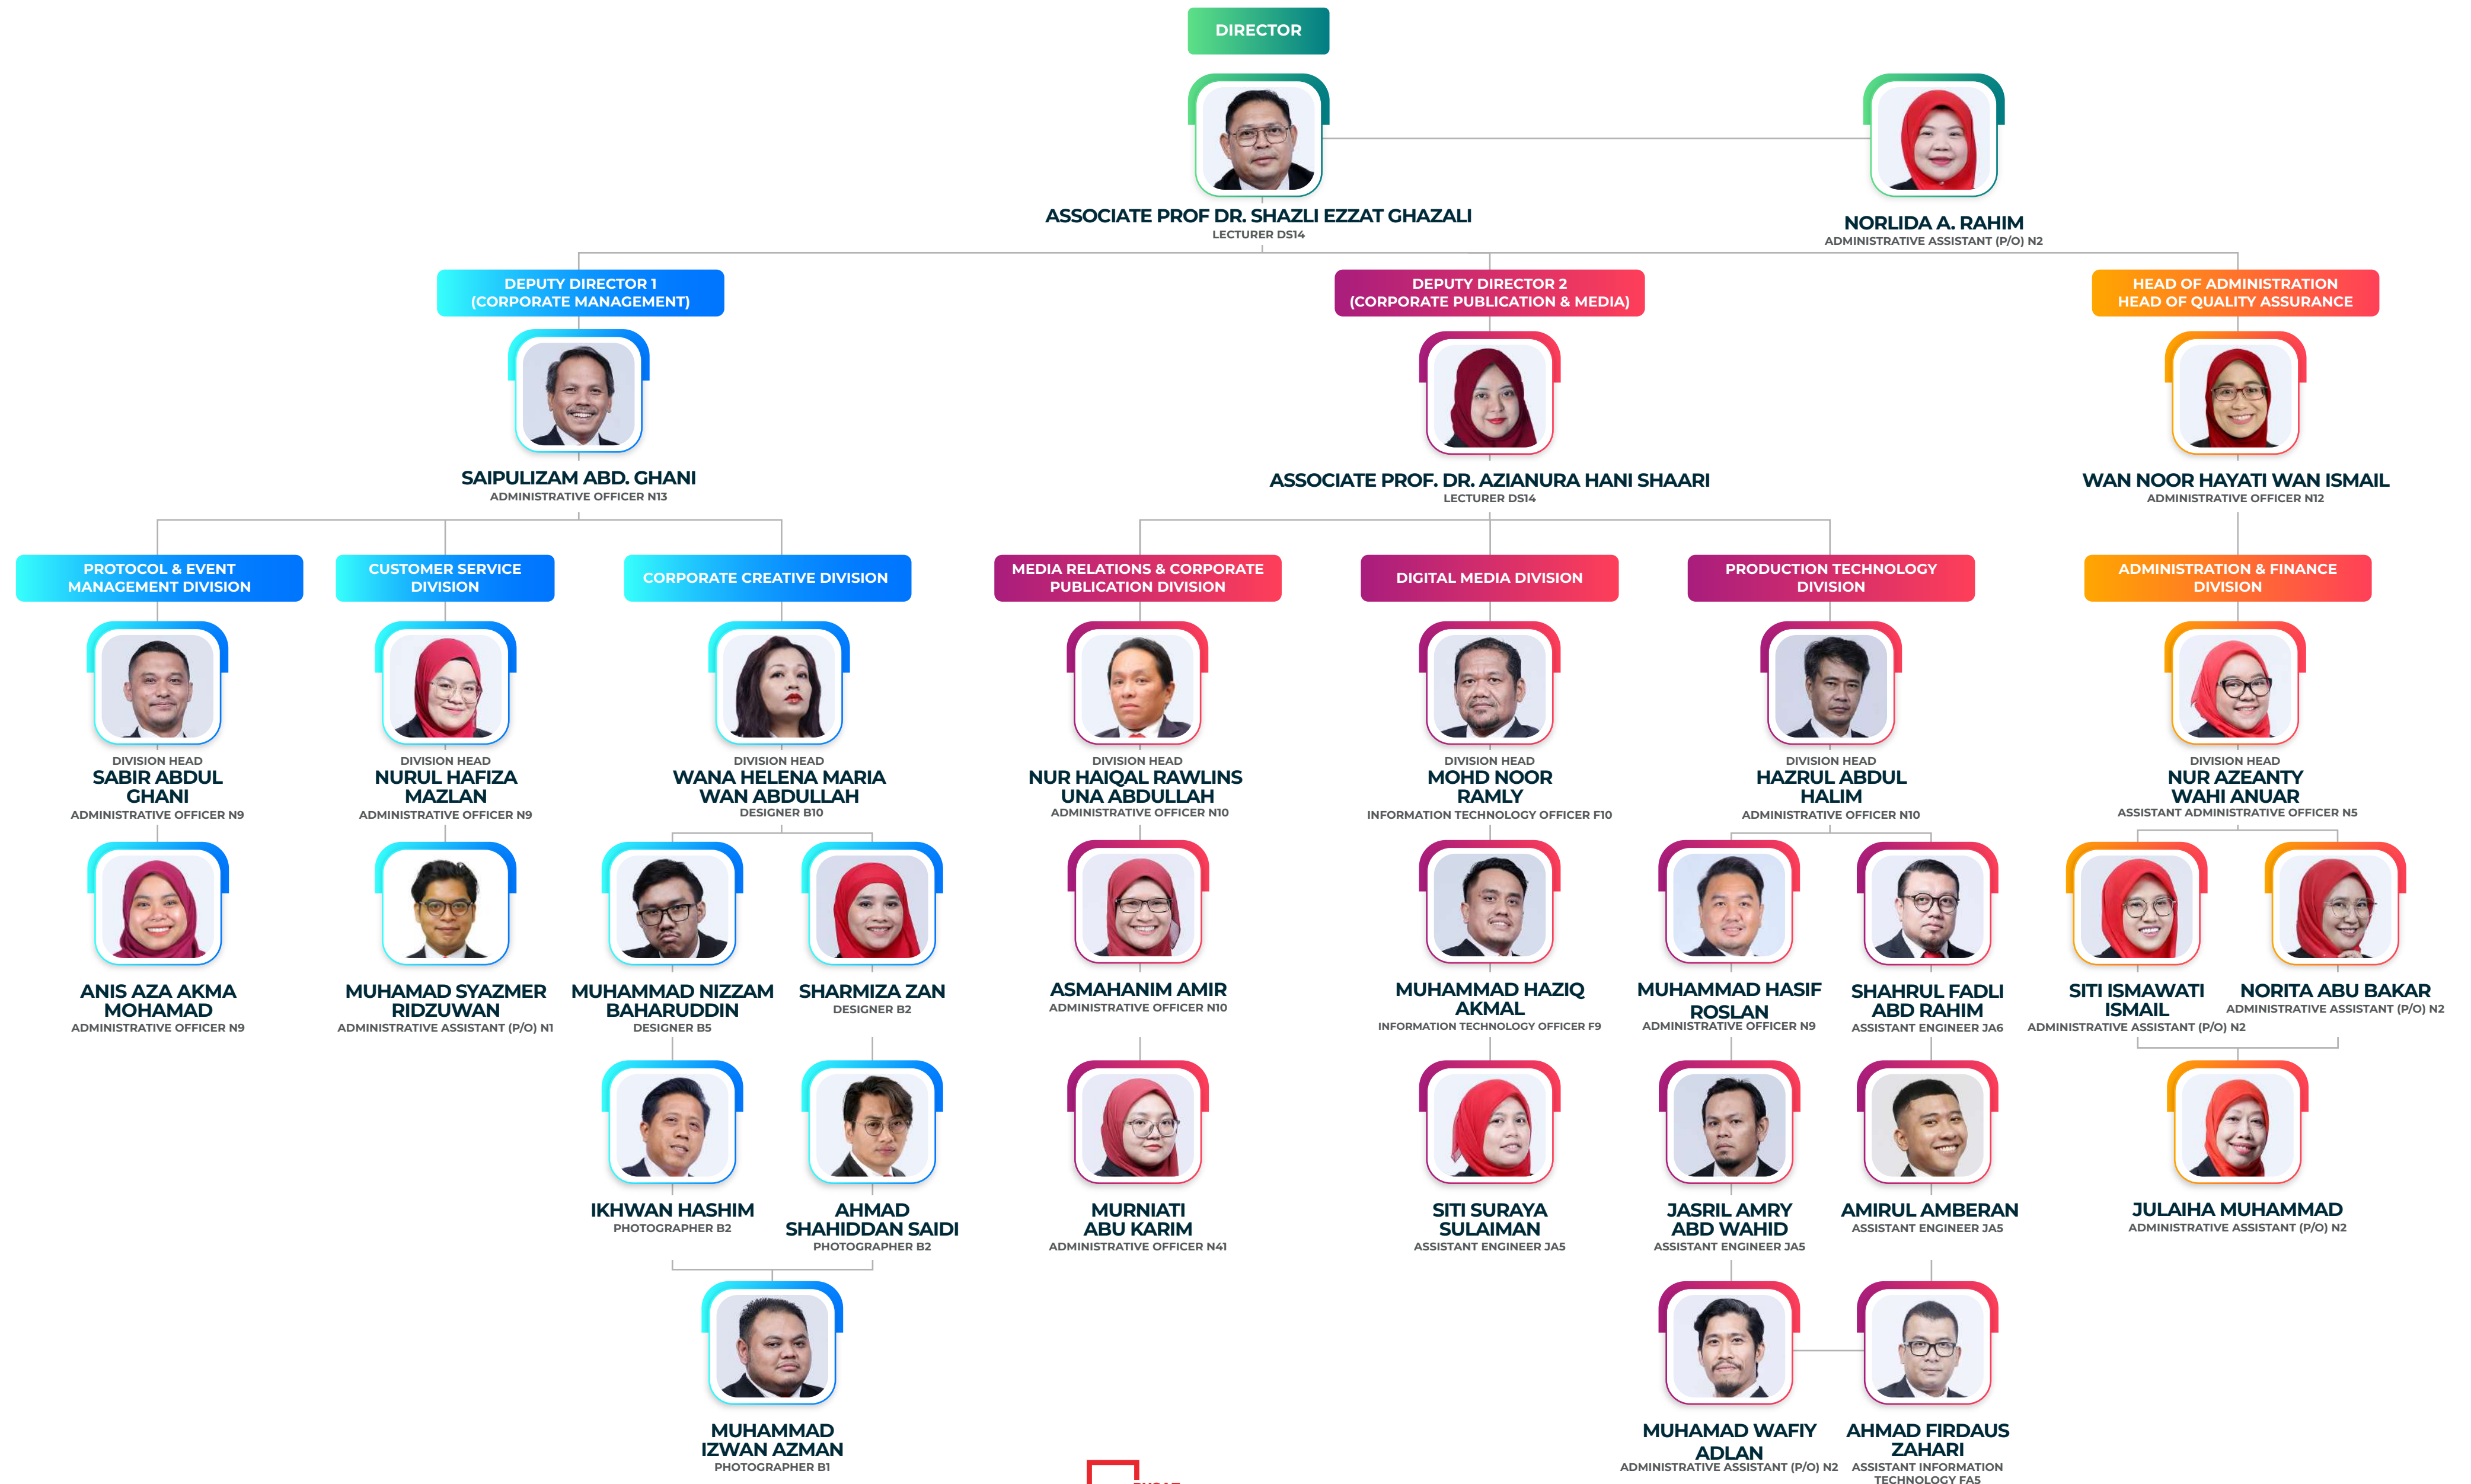 DIRECTOR
ASSOCIATE PROF DR. SHAZLI EZZAT GHAZALI
LECTURER DS14
NORLIDA A. RAHIM
ADMINISTRATIVE ASSISTANT (P/O) N2
DEPUTY DIRECTOR 1
(CORPORATE MANAGEMENT)
SAIPULIZAM ABD. GHANI
ADMINISTRATIVE OFFICER N13
DEPUTY DIRECTOR 2
(CORPORATE PUBLICATION & MEDIA)
ASSOCIATE PROF. DR. AZIANURA HANI SHAARI
LECTURER DS14
HEAD OF ADMINISTRATION
HEAD OF QUALITY ASSURANCE
WAN NOOR HAYATI WAN ISMAIL
ADMINISTRATIVE OFFICER N12
PROTOCOL & EVENT
MANAGEMENT DIVISION
DIVISION HEAD
SABIR ABDUL
GHANI
ADMINISTRATIVE OFFICER N9
ANIS AZA AKMA
MOHAMAD
ADMINISTRATIVE OFFICER N9
CUSTOMER SERVICE
DIVISION
DIVISION HEAD
NURUL HAFIZA
MAZLAN
ADMINISTRATIVE OFFICER N9
MUHAMAD SYAZMER
RIDZUWAN
ADMINISTRATIVE ASSISTANT (P/O) N1
CORPORATE CREATIVE DIVISION
DIVISION HEAD
WANA HELENA MARIA
WAN ABDULLAH
DESIGNER B10
MUHAMMAD NIZZAM
BAHARUDDIN
DESIGNER B5
SHARMIZA ZAN
DESIGNER B2
IKHWAN HASHIM
PHOTOGRAPHER B2
AHMAD
SHAHIDDAN SAIDI
PHOTOGRAPHER B2
MUHAMMAD
IZWAN AZMAN
PHOTOGRAPHER B1
MEDIA RELATIONS & CORPORATE
PUBLICATION DIVISION
DIVISION HEAD
NUR HAIQAL RAWLINS
UNA ABDULLAH
ADMINISTRATIVE OFFICER N10
ASMAHANIM AMIR
ADMINISTRATIVE OFFICER N10
MURNIATI
ABU KARIM
ADMINISTRATIVE OFFICER N41
DIGITAL MEDIA DIVISION
DIVISION HEAD
MOHD NOOR
RAMLY
INFORMATION TECHNOLOGY OFFICER F10
MUHAMMAD HAZIQ
AKMAL
INFORMATION TECHNOLOGY OFFICER F9
SITI SURAYA
SULAIMAN
ASSISTANT ENGINEER JA5
PRODUCTION TECHNOLOGY
DIVISION
DIVISION HEAD
HAZRUL ABDUL
HALIM
ADMINISTRATIVE OFFICER N10
MUHAMMAD HASIF
ROSLAN
ADMINISTRATIVE OFFICER N9
SHAHRUL FADLI
ABD RAHIM
ASSISTANT ENGINEER JA6
JASRIL AMRY
ABD WAHID
ASSISTANT ENGINEER JA5
AMIRUL AMBERAN
ASSISTANT ENGINEER JA5
MUHAMAD WAFIY
ADLAN
ADMINISTRATIVE ASSISTANT (P/O) N2
AHMAD FIRDAUS
ZAHARI
ASSISTANT INFORMATION
TECHNOLOGY FA5
ADMINISTRATION & FINANCE
DIVISION
DIVISION HEAD
NUR AZEANTY
WAHI ANUAR
ASSISTANT ADMINISTRATIVE OFFICER N5
SITI ISMAWATI
ISMAIL
ADMINISTRATIVE ASSISTANT (P/O) N2
NORITA ABU BAKAR
ADMINISTRATIVE ASSISTANT (P/O) N2
JULAIHA MUHAMMAD
ADMINISTRATIVE ASSISTANT (P/O) N2